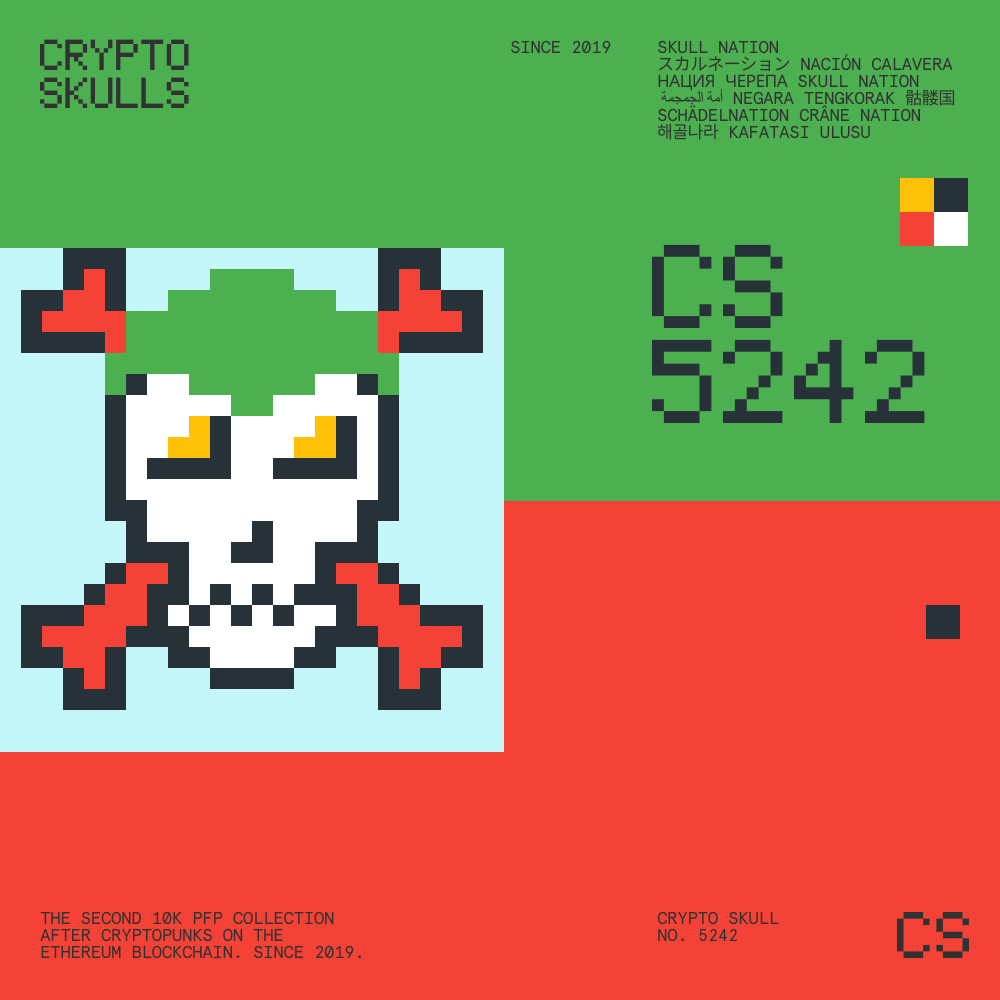 CRYPTO
SKULLS
SINCE 2019
SKULL NATION
スカルネーション NACIÓN CALAVERA
НАЦИЯ ЧЕРЕПА SKULL NATION
أمة الجمجمة NEGARA TENGKORAK 骷髅国
SCHÄDELNATION CRÂNE NATION
해골나라 KAFATASI ULUSU
CS
5242
THE SECOND 10K PFP COLLECTION
AFTER CRYPTOPUNKS ON THE
ETHEREUM BLOCKCHAIN. SINCE 2019.
CRYPTO SKULL
NO. 5242
CS